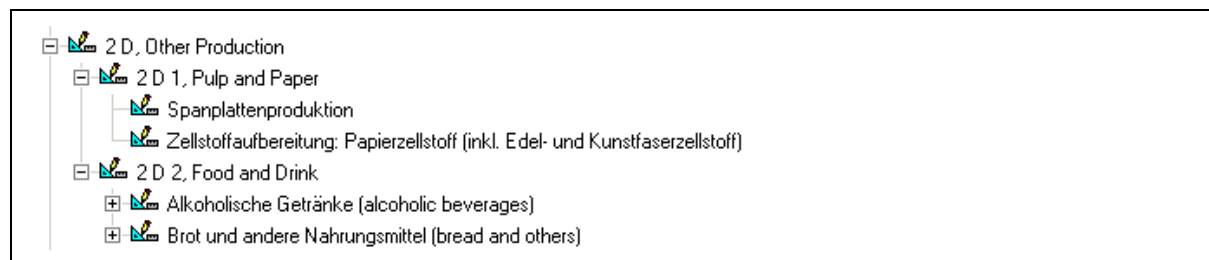 2 D, Other Production
2 D 1, Pulp and Paper
Spanplattenproduktion
Zellstoffaufbereitung: Papierzellstoff (inkl. Edel- und Kunstfaserzellstoff)
2 D 2, Food and Drink
Alkoholische Getränke (alcoholic beverages)
Brot und andere Nahrungsmittel (bread and others)